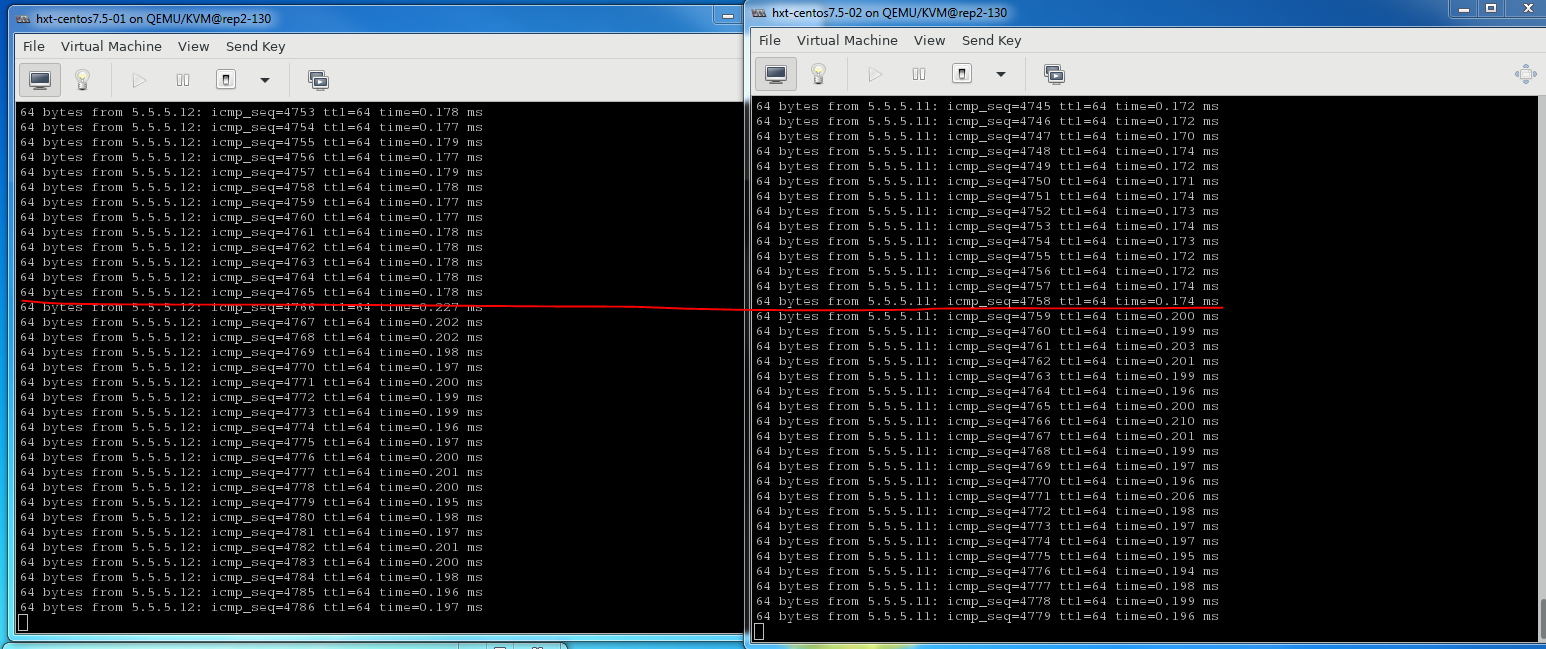 hxt-centos7.5-01 on QEMU/KVM@rep2-130
File Virtual Machine View Send Key
64 bytes from 5.5.5.12: icmp_seq=4753 ttl=64 time=0.178 ms
64 bytes from 5.5.5.12: icmp_seq=4754 ttl=64 time=0.177 ms
64 bytes from 5.5.5.12: icmp_seq=4755 ttl=64 time=0.179 ms
64 bytes from 5.5.5.12: icmp_seq=4756 ttl=64 time=0.177 ms
64 bytes from 5.5.5.12: icmp_seq=4757 ttl=64 time=0.179 ms
64 bytes from 5.5.5.12: icmp_seq=4758 ttl=64 time=0.178 ms
64 bytes from 5.5.5.12: icmp_seq=4759 ttl=64 time=0.177 ms
64 bytes from 5.5.5.12: icmp_seq=4760 ttl=64 time=0.177 ms
64 bytes from 5.5.5.12: icmp_seq=4761 ttl=64 time=0.178 ms
64 bytes from 5.5.5.12: icmp_seq=4762 ttl=64 time=0.178 ms
64 bytes from 5.5.5.12: icmp_seq=4763 ttl=64 time=0.178 ms
64 bytes from 5.5.5.12: icmp_seq=4764 ttl=64 time=0.178 ms
64 bytes from 5.5.5.12: icmp_seq=4765 ttl=64 time=0.178 ms
64 bytes from 5.5.5.12: icmp_seq=4766 ttl=64 time=0.227 ms
64 bytes from 5.5.5.12: icmp_seq=4767 ttl=64 time=0.202 ms
64 bytes from 5.5.5.12: icmp_seq=4768 ttl=64 time=0.202 ms
64 bytes from 5.5.5.12: icmp_seq=4769 ttl=64 time=0.198 ms
64 bytes from 5.5.5.12: icmp_seq=4770 ttl=64 time=0.197 ms
64 bytes from 5.5.5.12: icmp_seq=4771 ttl=64 time=0.200 ms
64 bytes from 5.5.5.12: icmp_seq=4772 ttl=64 time=0.199 ms
64 bytes from 5.5.5.12: icmp_seq=4773 ttl=64 time=0.199 ms
64 bytes from 5.5.5.12: icmp_seq=4774 ttl=64 time=0.196 ms
64 bytes from 5.5.5.12: icmp_seq=4775 ttl=64 time=0.197 ms
64 bytes from 5.5.5.12: icmp_seq=4776 ttl=64 time=0.200 ms
64 bytes from 5.5.5.12: icmp_seq=4777 ttl=64 time=0.201 ms
64 bytes from 5.5.5.12: icmp_seq=4778 ttl=64 time=0.200 ms
64 bytes from 5.5.5.12: icmp_seq=4779 ttl=64 time=0.195 ms
64 bytes from 5.5.5.12: icmp_seq=4780 ttl=64 time=0.198 ms
64 bytes from 5.5.5.12: icmp_seq=4781 ttl=64 time=0.197 ms
64 bytes from 5.5.5.12: icmp_seq=4782 ttl=64 time=0.201 ms
64 bytes from 5.5.5.12: icmp_seq=4783 ttl=64 time=0.200 ms
64 bytes from 5.5.5.12: icmp_seq=4784 ttl=64 time=0.198 ms
64 bytes from 5.5.5.12: icmp_seq=4785 ttl=64 time=0.196 ms
64 bytes from 5.5.5.12: icmp_seq=4786 ttl=64 time=0.197 ms
hxt-centos7.5-02 on QEMU/KVM@rep2-130
File Virtual Machine View Send Key
64 bytes from 5.5.5.11: icmp_seq=4745 ttl=64 time=0.172 ms
64 bytes from 5.5.5.11: icmp_seq=4746 ttl=64 time=0.172 ms
64 bytes from 5.5.5.11: icmp_seq=4747 ttl=64 time=0.170 ms
64 bytes from 5.5.5.11: icmp_seq=4748 ttl=64 time=0.174 ms
64 bytes from 5.5.5.11: icmp_seq=4749 ttl=64 time=0.172 ms
64 bytes from 5.5.5.11: icmp_seq=4750 ttl=64 time=0.171 ms
64 bytes from 5.5.5.11: icmp_seq=4751 ttl=64 time=0.174 ms
64 bytes from 5.5.5.11: icmp_seq=4752 ttl=64 time=0.173 ms
64 bytes from 5.5.5.11: icmp_seq=4753 ttl=64 time=0.174 ms
64 bytes from 5.5.5.11: icmp_seq=4754 ttl=64 time=0.173 ms
64 bytes from 5.5.5.11: icmp_seq=4755 ttl=64 time=0.172 ms
64 bytes from 5.5.5.11: icmp_seq=4756 ttl=64 time=0.172 ms
64 bytes from 5.5.5.11: icmp_seq=4757 ttl=64 time=0.174 ms
64 bytes from 5.5.5.11: icmp_seq=4758 ttl=64 time=0.174 ms
64 bytes from 5.5.5.11: icmp_seq=4759 ttl=64 time=0.200 ms
64 bytes from 5.5.5.11: icmp_seq=4760 ttl=64 time=0.199 ms
64 bytes from 5.5.5.11: icmp_seq=4761 ttl=64 time=0.203 ms
64 bytes from 5.5.5.11: icmp_seq=4762 ttl=64 time=0.201 ms
64 bytes from 5.5.5.11: icmp_seq=4763 ttl=64 time=0.199 ms
64 bytes from 5.5.5.11: icmp_seq=4764 ttl=64 time=0.196 ms
64 bytes from 5.5.5.11: icmp_seq=4765 ttl=64 time=0.200 ms
64 bytes from 5.5.5.11: icmp_seq=4766 ttl=64 time=0.210 ms
64 bytes from 5.5.5.11: icmp_seq=4767 ttl=64 time=0.201 ms
64 bytes from 5.5.5.11: icmp_seq=4768 ttl=64 time=0.199 ms
64 bytes from 5.5.5.11: icmp_seq=4769 ttl=64 time=0.197 ms
64 bytes from 5.5.5.11: icmp_seq=4770 ttl=64 time=0.196 ms
64 bytes from 5.5.5.11: icmp_seq=4771 ttl=64 time=0.206 ms
64 bytes from 5.5.5.11: icmp_seq=4772 ttl=64 time=0.198 ms
64 bytes from 5.5.5.11: icmp_seq=4773 ttl=64 time=0.197 ms
64 bytes from 5.5.5.11: icmp_seq=4774 ttl=64 time=0.197 ms
64 bytes from 5.5.5.11: icmp_seq=4775 ttl=64 time=0.195 ms
64 bytes from 5.5.5.11: icmp_seq=4776 ttl=64 time=0.194 ms
64 bytes from 5.5.5.11: icmp_seq=4777 ttl=64 time=0.198 ms
64 bytes from 5.5.5.11: icmp_seq=4778 ttl=64 time=0.199 ms
64 bytes from 5.5.5.11: icmp_seq=4779 ttl=64 time=0.196 ms